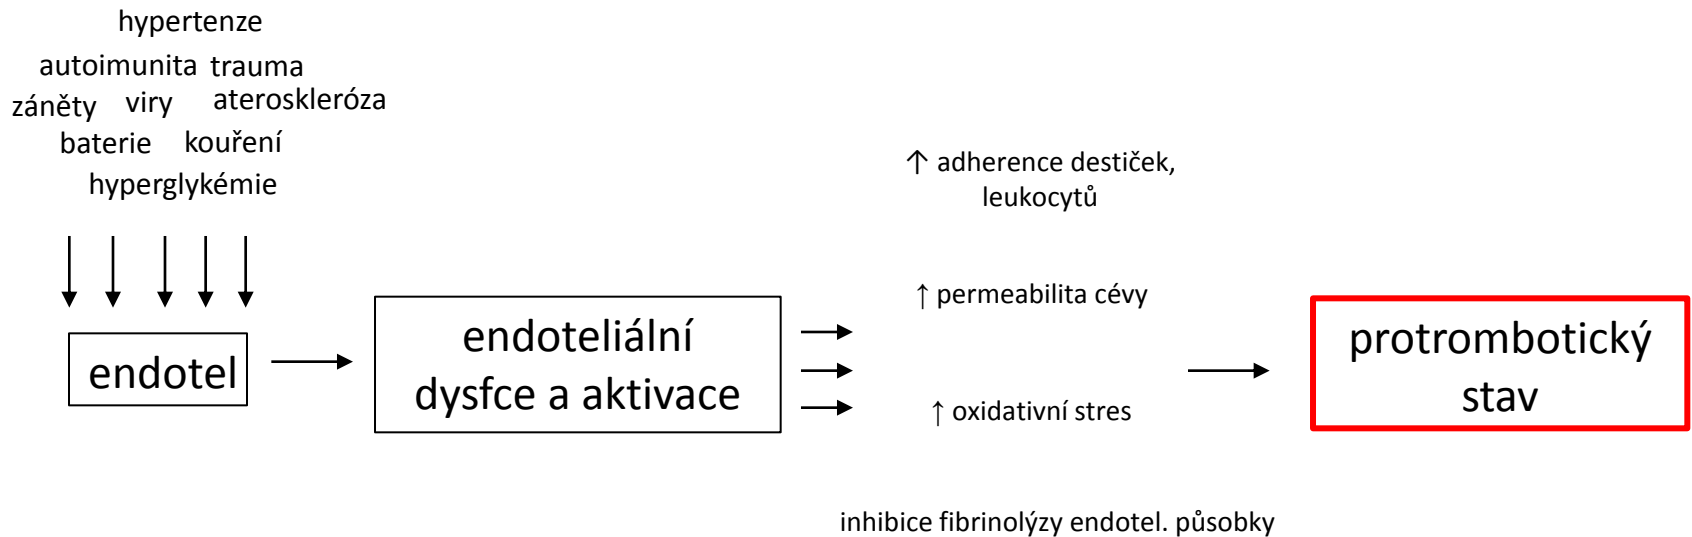 hypertenze
autoimunita trauma
záněty viry ateroskleróza
baterie kouření
hyperglykémie
endotel
endoteliální
dysfce a aktivace
↑ adherence destiček,
leukocytů
↑ permeabilita cévy
↑ oxidativní stres
inhibice fibrinolýzy endotel. působky
protrombotický
stav